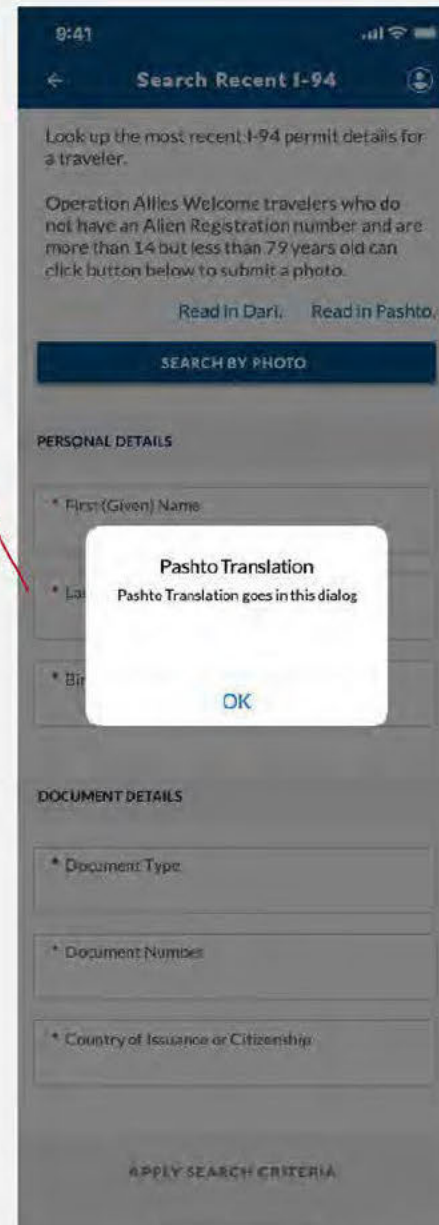 9:41
Search Recent I-94
Look up the most recent I-94 permit details for
a traveler.
Operation Allies Welcome travelers who do
not have an Alien Registration number and are
more than 14 but less than 79 years old can
click button below to submit a photo.
Read in Dari. Read in Pashto.
SEARCH BY PHOTO
PERSONAL DETAILS
* First (Given) Name
Pashto Translation
* La
Pashto Translation goes in this dialog
* Bir
OK
DOCUMENT DETAILS
* Document Type
* Document Number
* Country of Issuance or Citizenship
APPLY SEARCH CRITERIA